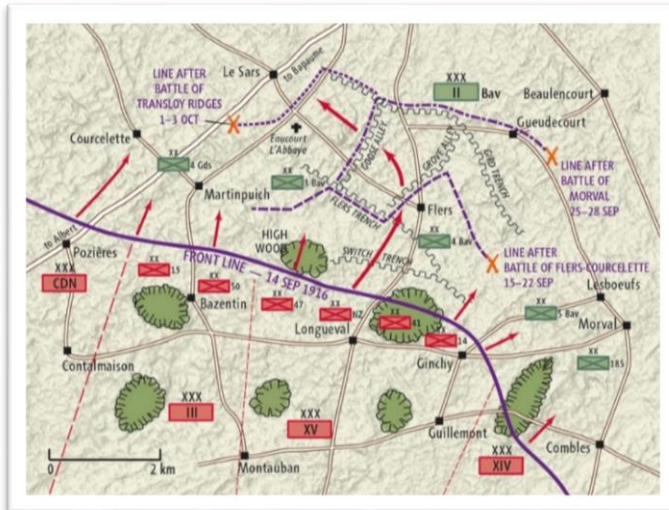 LINE AFTER
BATTLE OF
TRANSLOY RIDGES
1–3 OCT
Le Sars
to Bapaume
XXX
II Bav
Beaulencourt
Gueudecourt
Courcelette
Eaucourt
L'Abbaye
GOOSE ALLEY
GROVE ALLEY
GIRD TRENCH
XX
4 Gds
Martinpuich
XX
3 Bav
FLERS TRENCH
LINE AFTER
BATTLE OF
MORVAL
25–28 SEP
to Albert
Pozières
HIGH
WOOD
SWITCH TRENCH
Flers
XX
4 Bav
LINE AFTER
BATTLE OF FLERS-COURCELETTE
15–22 SEP
FRONT LINE — 14 SEP 1916
XXX
CDN
XX
15
XX
50
Bazentin
XX
47
XX
NZ
Longueval
XX
41
XX
14
Ginchy
XX
5 Bav
Lesboeufs
Morval
XX
185
Contalmaison
XXX
III
XXX
XV
Guillemont
XXX
XIV
Combles
0
2 km
Montauban